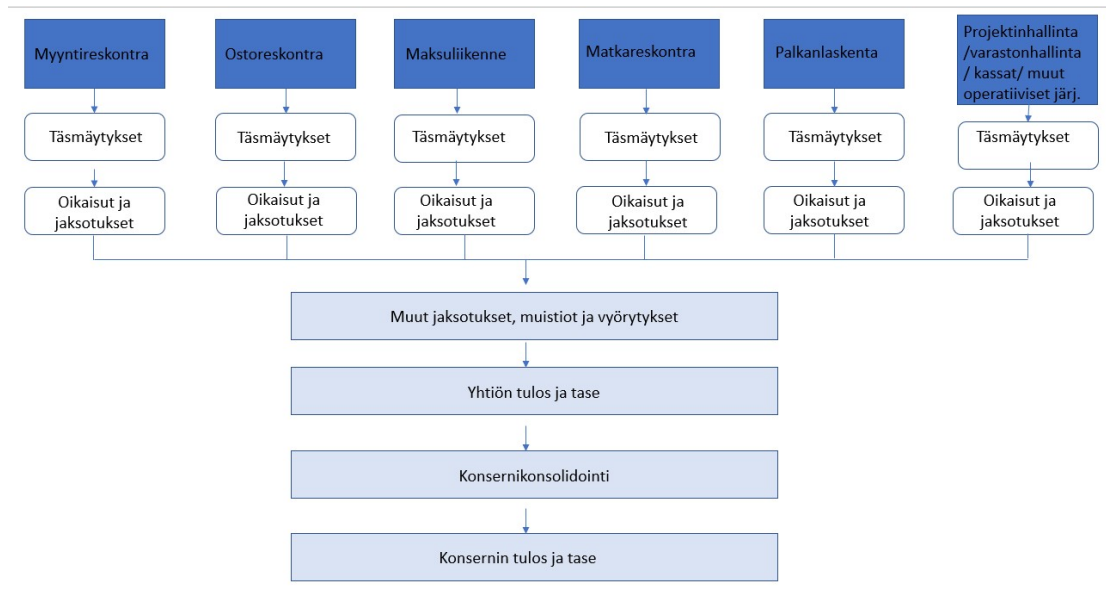 Myyntireskontra
Ostoreskontra
Maksuliikenne
Matkareskontra
Palkanlaskenta
Projektinhallinta
/varastonhallinta
/ kassat/ muut
operatiiviset järj.
Täsmäytykset
Täsmäytykset
Täsmäytykset
Täsmäytykset
Täsmäytykset
Täsmäytykset
Oikaisut ja
jaksotukset
Oikaisut ja
jaksotukset
Oikaisut ja
jaksotukset
Oikaisut ja
jaksotukset
Oikaisut ja
jaksotukset
Oikaisut ja
jaksotukset
Muut jaksotukset, muistiot ja vyörytykset
Yhtiön tulos ja tase
Konsernikonsolidointi
Konsernin tulos ja tase